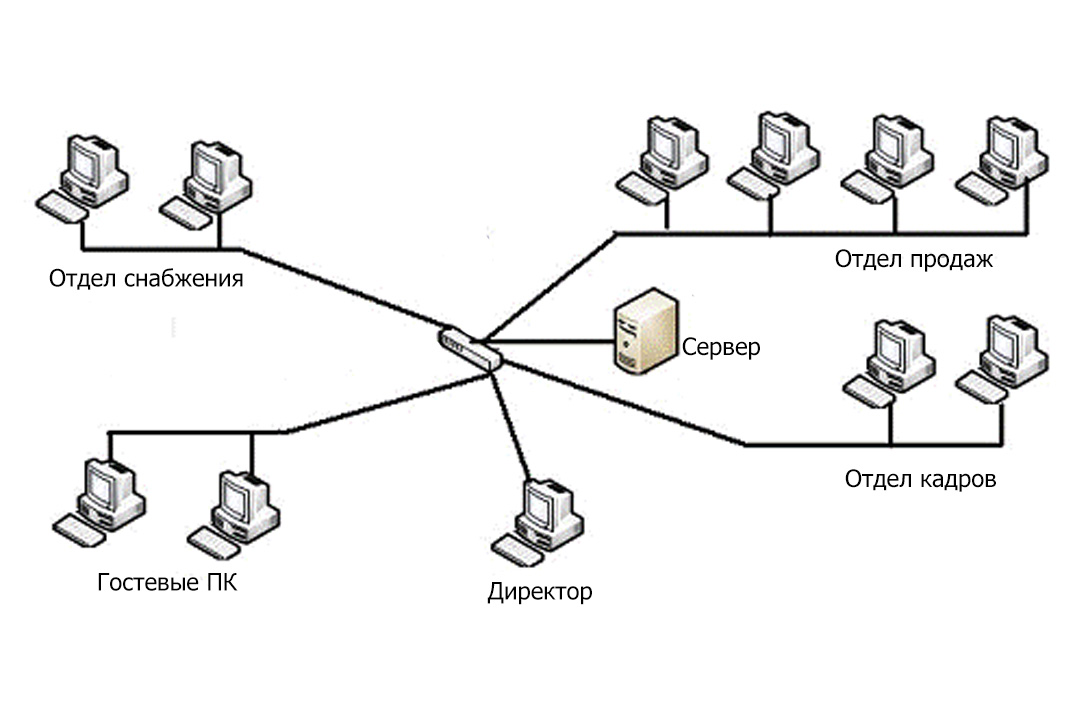 Отдел снабжения
Отдел продаж
Сервер
Отдел кадров
Гостевые ПК
Директор